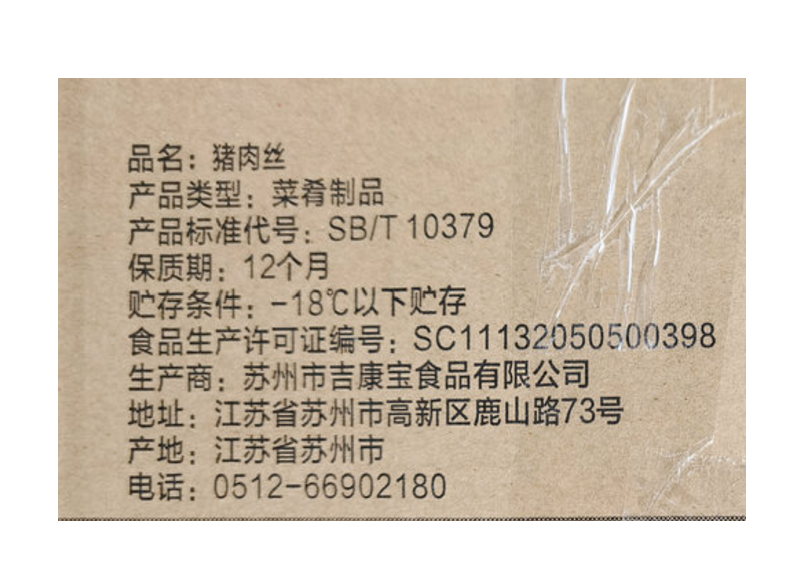 品名：猪肉丝
产品类型：菜肴制品
产品标准代号：SB/T 10379
保质期：12个月
贮存条件：-18℃以下贮存
食品生产许可证编号：SC11132050500398
生产商：苏州市吉康宝食品有限公司
地址：江苏省苏州市高新区鹿山路73号
产地：江苏省苏州市
电话：0512-66902180